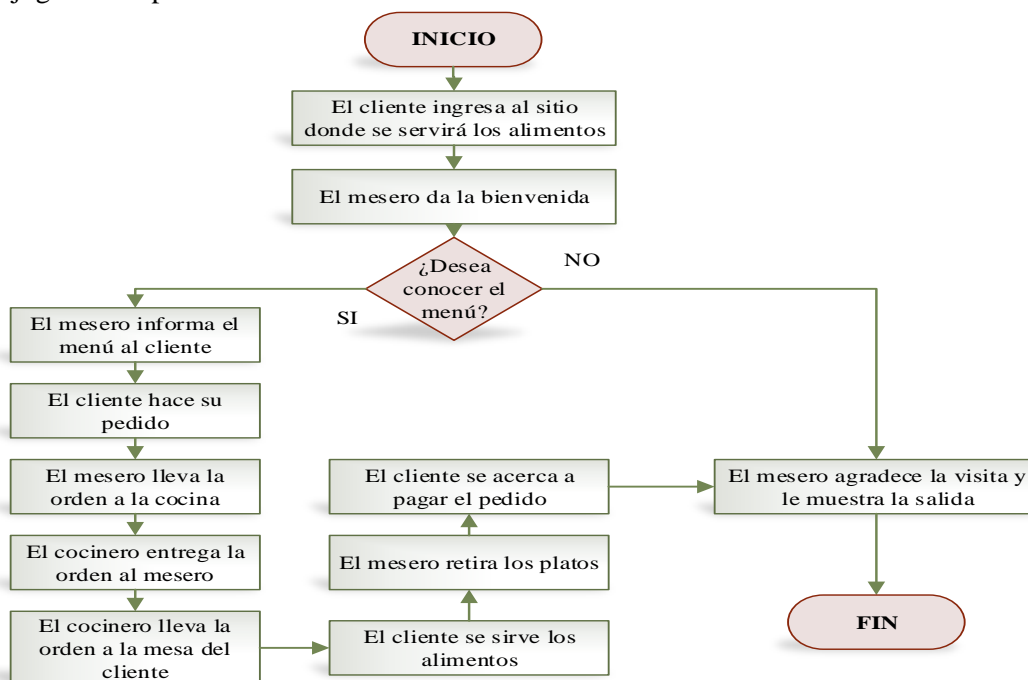 INICIO
El cliente ingresa al sitio
donde se servirá los alimentos
El mesero da la bienvenida
¿Desea
conocer el
menú?
NO
SI
El mesero informa el
menú al cliente
El cliente hace su
pedido
El mesero lleva la
orden a la cocina
El cocinero entrega la
orden al mesero
El cocinero lleva la
orden a la mesa del
cliente
El cliente se sirve los
alimentos
El mesero retira los platos
El cliente se acerca a
pagar el pedido
El mesero agradece la visita y
le muestra la salida
FIN